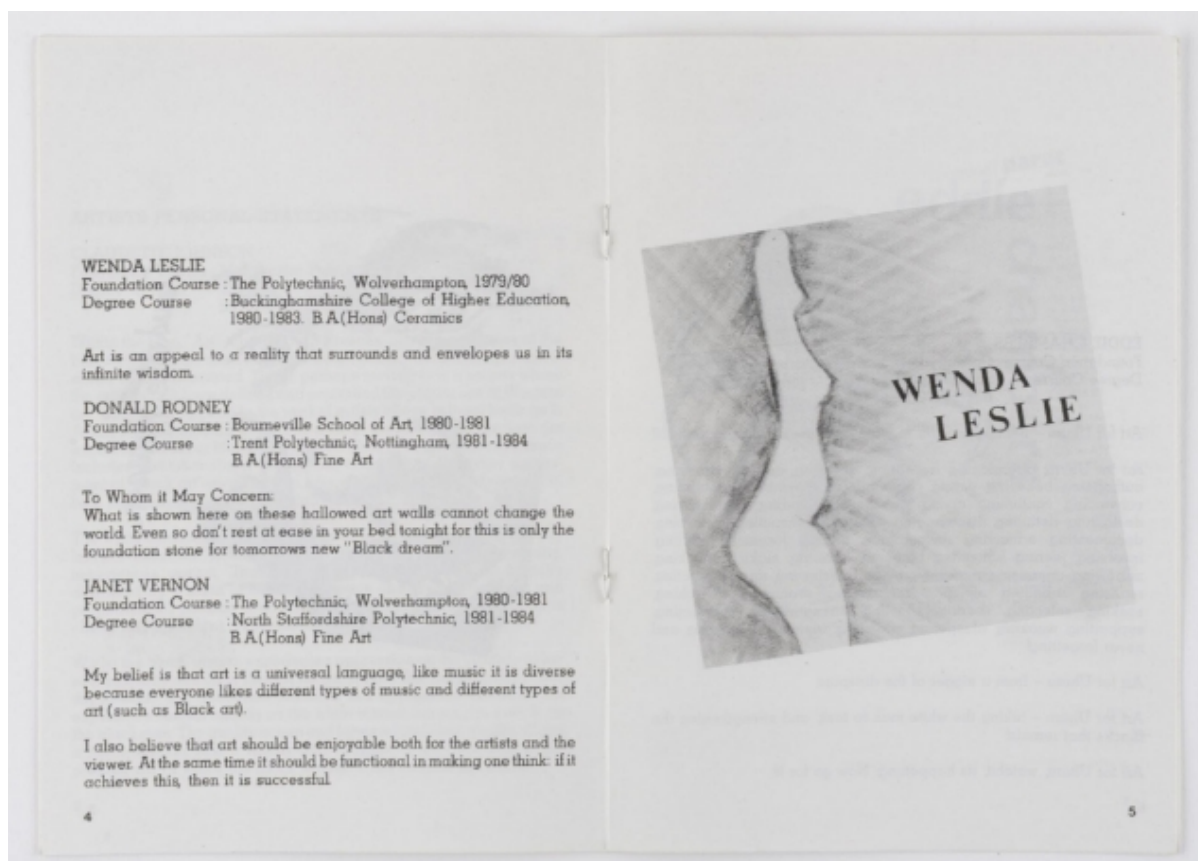 WENDA LESLIE
Foundation Course : The Polytechnic, Wolverhampton, 1979/80
Degree Course : Buckinghamshire College of Higher Education,
1980-1983. B.A.(Hons) Ceramics
Art is an appeal to a reality that surrounds and envelopes us in its
infinite wisdom.
DONALD RODNEY
Foundation Course : Bourneville School of Art, 1980-1981
Degree Course : Trent Polytechnic, Nottingham, 1981-1984
B.A.(Hons) Fine Art
To Whom it May Concern:
What is shown here on these hallowed art walls cannot change the
world. Even so don't rest at ease in your bed tonight for this is only the
foundation stone for tomorrows new "Black dream".
JANET VERNON
Foundation Course : The Polytechnic, Wolverhampton, 1980-1981
Degree Course : North Staffordshire Polytechnic, 1981-1984
B.A.(Hons) Fine Art
My belief is that art is a universal language, like music it is diverse
because everyone likes different types of music and different types of
art (such as Black art).
I also believe that art should be enjoyable both for the artists and the
viewer. At the same time it should be functional in making one think: if it
achieves this, then it is successful.
4
WENDA
LESLIE
5